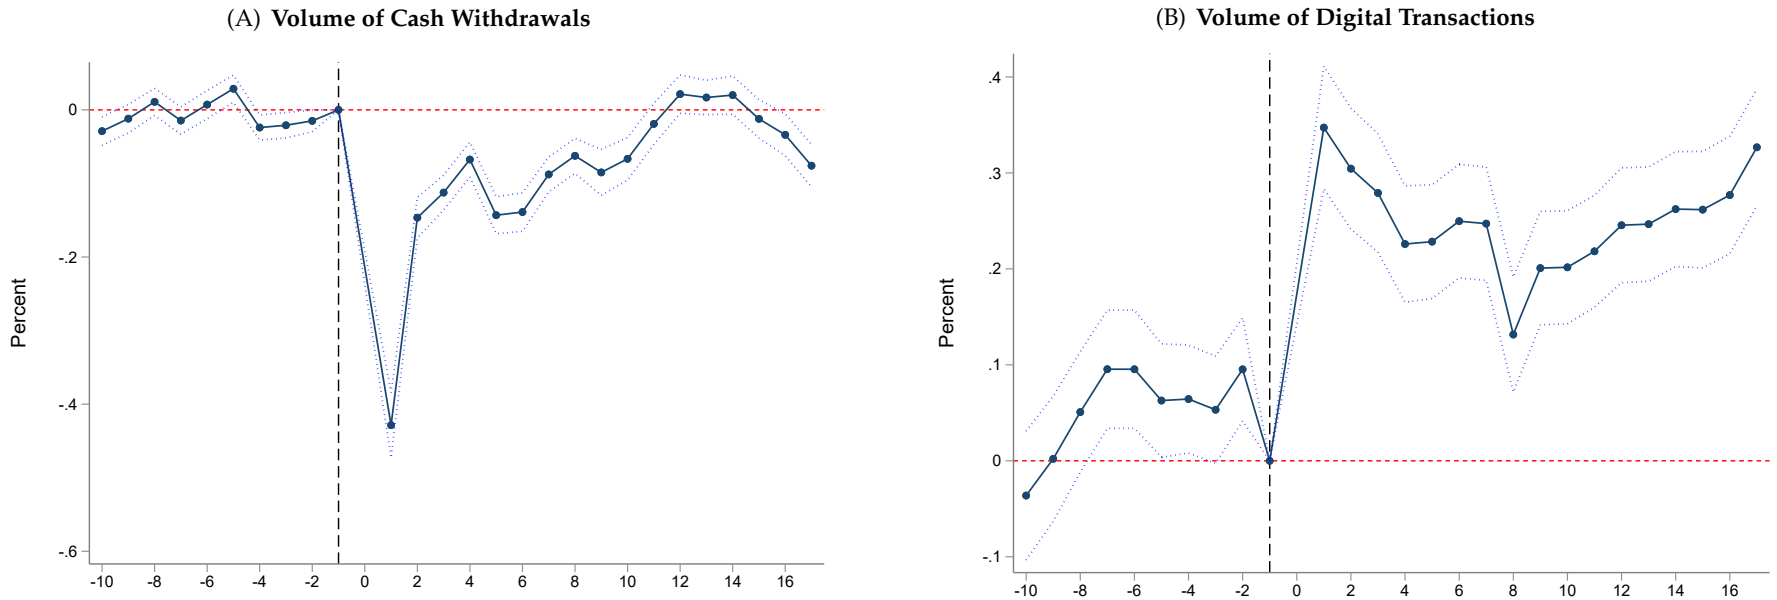 (A) Volume of Cash Withdrawals
Percent
0
-.2
-.4
-.6
-10 -8 -6 -4 -2 0 2 4 6 8 10 12 14 16
(B) Volume of Digital Transactions
Percent
.4
.3
.2
.1
0
-.1
-10 -8 -6 -4 -2 0 2 4 6 8 10 12 14 16